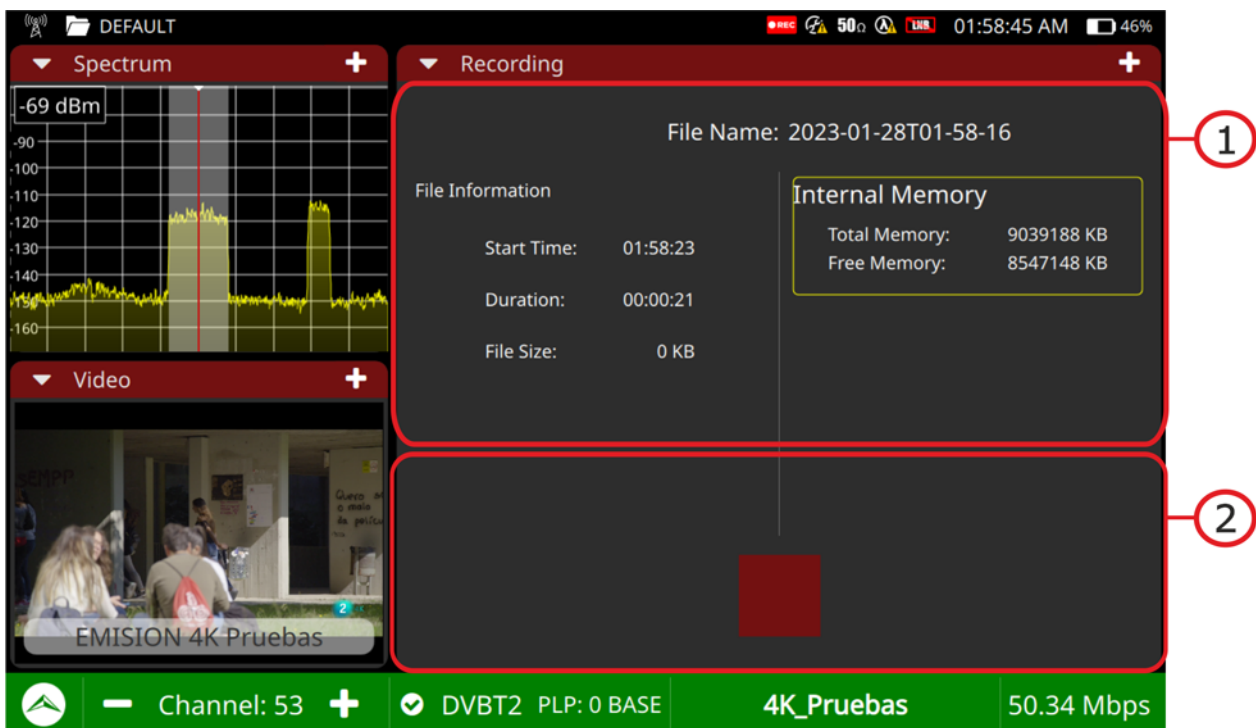 DEFAULT
REC
50Ω
LNB
01:58:45 AM
46%
Spectrum
-69 dBm
-90
-100
-110
-120
-130
-140
-150
-160
Video
EMISION 4K Pruebas
2
Recording
File Name: 2023-01-28T01-58-16
File Information
Start Time: 01:58:23
Duration: 00:00:21
File Size: 0 KB
Internal Memory
Total Memory: 9039188 KB
Free Memory: 8547148 KB
1
2
Channel: 53
DVBT2 PLP: 0 BASE
4K_Pruebas
50.34 Mbps